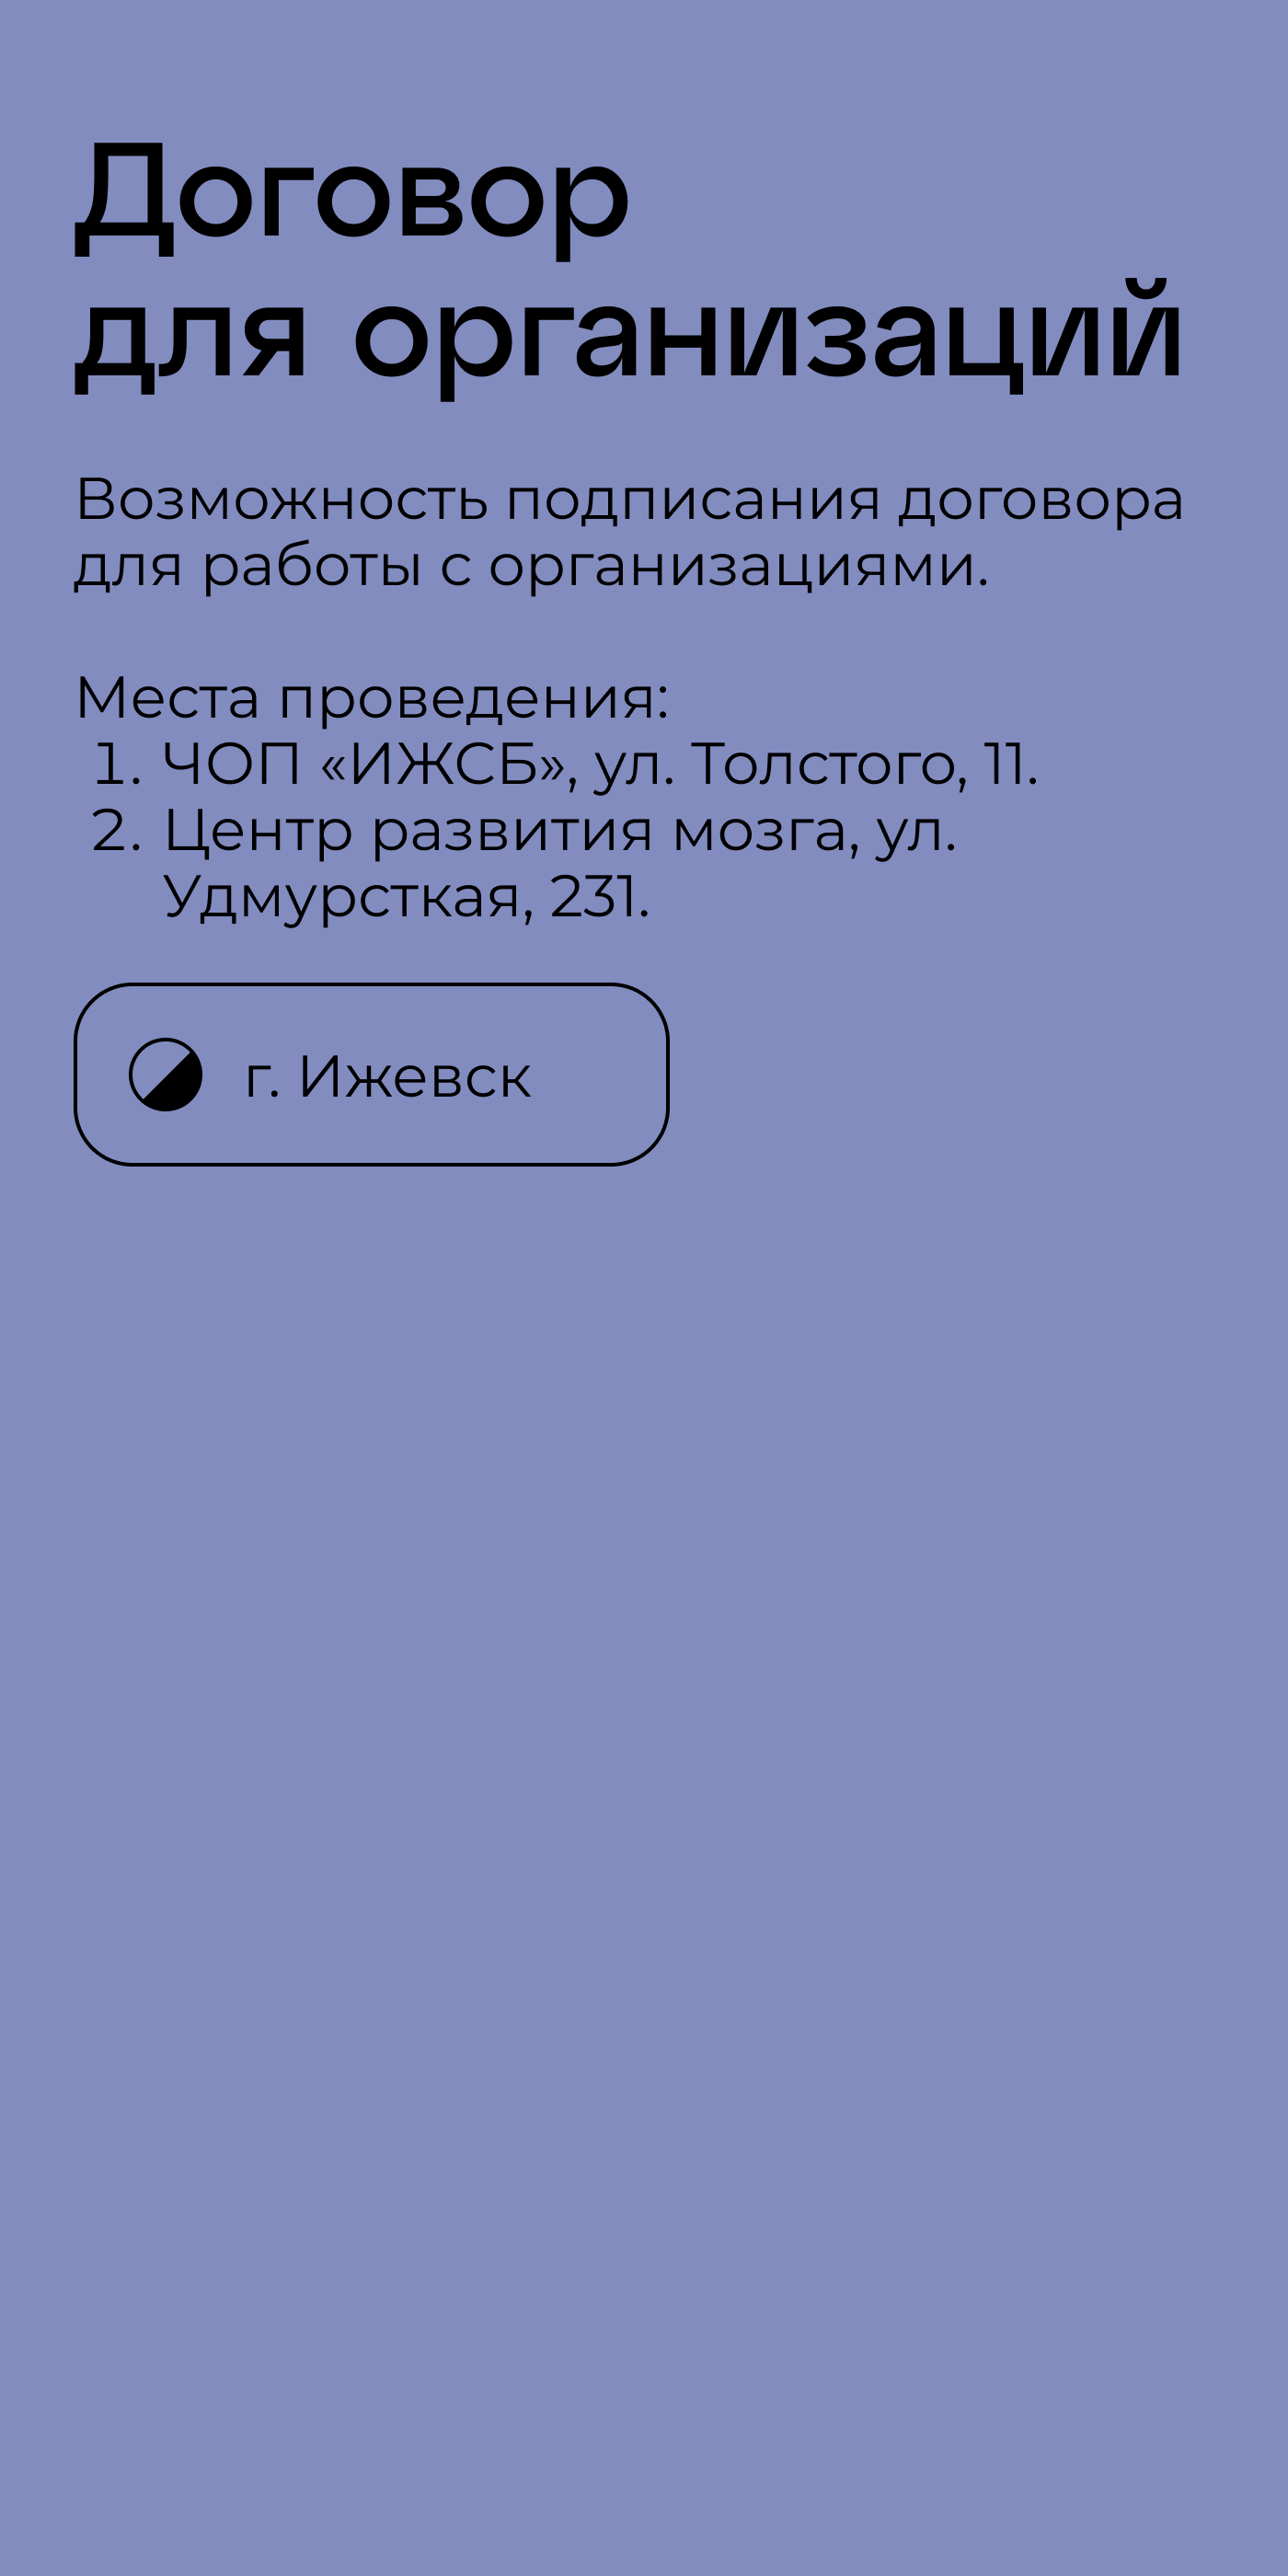 Договор
для организаций
Возможность подписания договора
для работы с организациями.
Места проведения:
1. ЧОП «ИЖСБ», ул. Толстого, 11.
2. Центр развития мозга, ул.
Удмурсткая, 231.
г. Ижевск